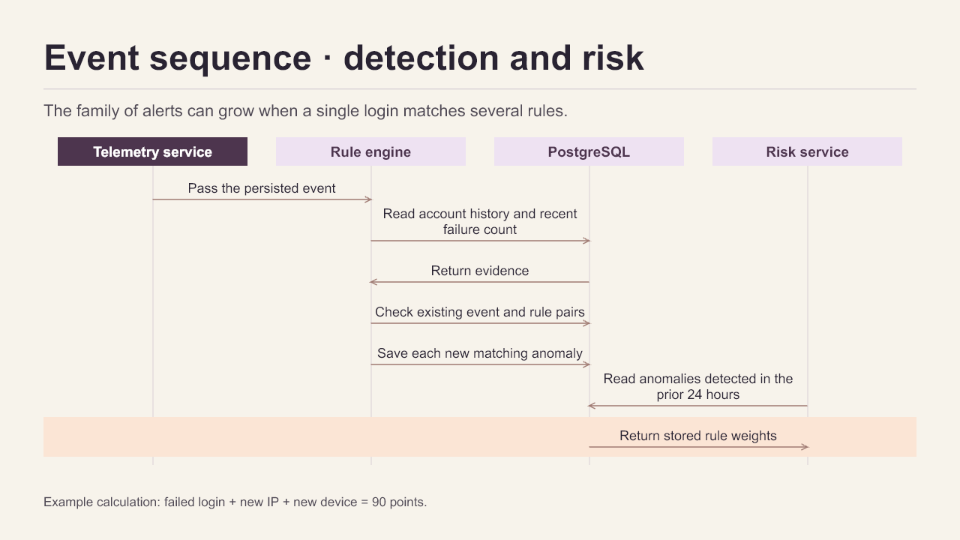 Event sequence · detection and risk
The family of alerts can grow when a single login matches several rules.
Telemetry service
Rule engine
PostgreSQL
Risk service
Pass the persisted event
Read account history and recent
failure count
Return evidence
Check existing event and rule pairs
Save each new matching anomaly
Read anomalies detected in the
prior 24 hours
Return stored rule weights
Example calculation: failed login + new IP + new device = 90 points.